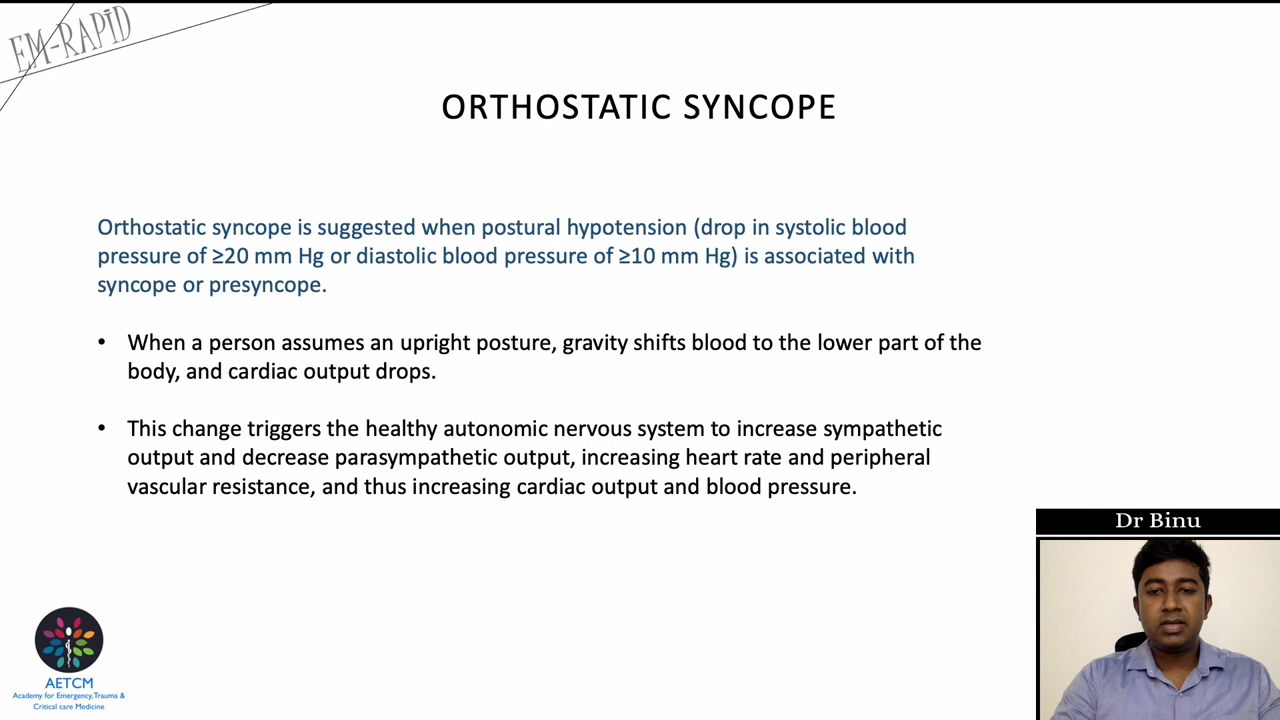 EM-RAPID
ORTHOSTATIC SYNCOPE
Orthostatic syncope is suggested when postural hypotension (drop in systolic blood
pressure of ≥20 mm Hg or diastolic blood pressure of ≥10 mm Hg) is associated with
syncope or presyncope.
• When a person assumes an upright posture, gravity shifts blood to the lower part of the
body, and cardiac output drops.
• This change triggers the healthy autonomic nervous system to increase sympathetic
output and decrease parasympathetic output, increasing heart rate and peripheral
vascular resistance, and thus increasing cardiac output and blood pressure.
Dr Binu
AETCM
Academy for Emergency,Trauma &
Critical care Medicine